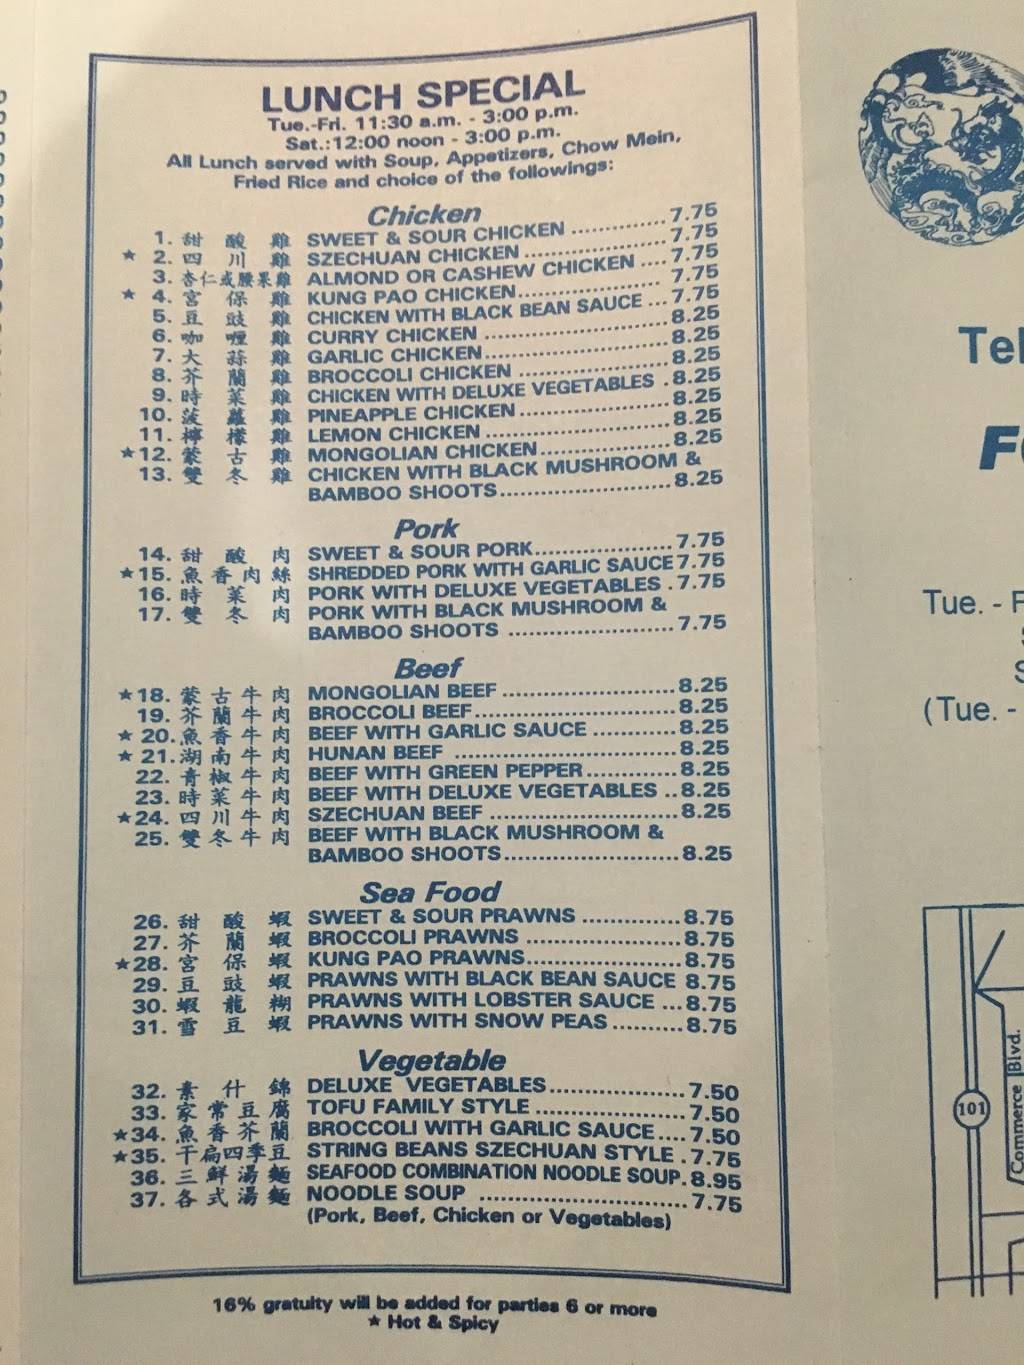 LUNCH SPECIAL
Tue.-Fri. 11:30 a.m. - 3:00 p.m.
Sat.:12:00 noon - 3:00 p.m.
All Lunch served with Soup, Appetizers, Chow Mein,
Fried Rice and choice of the followings:
Chicken
1. 甜酸雞 SWEET & SOUR CHICKEN ............. 7.75
★ 2. 四川雞 SZECHUAN CHICKEN .................... 7.75
3. 杏仁或腰果雞 ALMOND OR CASHEW CHICKEN .... 7.75
★ 4. 宮保雞 KUNG PAO CHICKEN.................... 7.75
5. 豆豉雞 CHICKEN WITH BLACK BEAN SAUCE ... 7.75
6. 咖喱雞 CURRY CHICKEN ......................... 8.25
7. 大蒜雞 GARLIC CHICKEN......................... 8.25
8. 芥蘭雞 BROCCOLI CHICKEN .................... 8.25
9. 時菜雞 CHICKEN WITH DELUXE VEGETABLES . 8.25
10. 菠蘿雞 PINEAPPLE CHICKEN .................... 8.25
11. 檸檬雞 LEMON CHICKEN ......................... 8.25
★12. 蒙古雞 MONGOLIAN CHICKEN.................. 8.25
13. 雙冬雞 CHICKEN WITH BLACK MUSHROOM &
BAMBOO SHOOTS......................... 8.25
Pork
14. 甜酸肉 SWEET & SOUR PORK.................... 7.75
★15. 魚香肉絲 SHREDDED PORK WITH GARLIC SAUCE 7.75
16. 時菜肉 PORK WITH DELUXE VEGETABLES . 7.75
17. 雙冬肉 PORK WITH BLACK MUSHROOM &
BAMBOO SHOOTS ........................ 7.75
Beef
★18. 蒙古牛肉 MONGOLIAN BEEF ......................... 8.25
19. 芥蘭牛肉 BROCCOLI BEEF............................. 8.25
★ 20. 魚香牛肉 BEEF WITH GARLIC SAUCE ............ 8.25
★ 21. 湖南牛肉 HUNAN BEEF ................................ 8.25
22. 青椒牛肉 BEEF WITH GREEN PEPPER............. 8.25
23. 時菜牛肉 BEEF WITH DELUXE VEGETABLES .. 8.25
★24. 四川牛肉 SZECHUAN BEEF ........................... 8.25
25. 雙冬牛肉 BEEF WITH BLACK MUSHROOM &
BAMBOO SHOOTS......................... 8.25
Sea Food
26. 甜酸蝦 SWEET & SOUR PRAWNS .............. 8.75
27. 芥蘭蝦 BROCCOLI PRAWNS ...................... 8.75
★28. 宮保蝦 KUNG PAO PRAWNS...................... 8.75
29. 豆豉蝦 PRAWNS WITH BLACK BEAN SAUCE 8.75
30. 蝦龍糊 PRAWNS WITH LOBSTER SAUCE ... 8.75
31. 雪豆蝦 PRAWNS WITH SNOW PEAS .......... 8.75
Vegetable
32. 素什錦 DELUXE VEGETABLES.................... 7.50
33. 家常豆腐 TOFU FAMILY STYLE ...................... 7.50
★34. 魚香芥蘭 BROCCOLI WITH GARLIC SAUCE.... 7.50
★35. 干扁四季豆 STRING BEANS SZECHUAN STYLE . 7.75
36. 三鮮湯麵 SEAFOOD COMBINATION NOODLE SOUP. 8.95
37. 各式湯麵 NOODLE SOUP .............................. 7.75
(Pork, Beef, Chicken or Vegetables)
16% gratuity will be added for parties 6 or more
★ Hot & Spicy
Tel
Tue. - F
(Tue. -
101
Commerce Blvd.